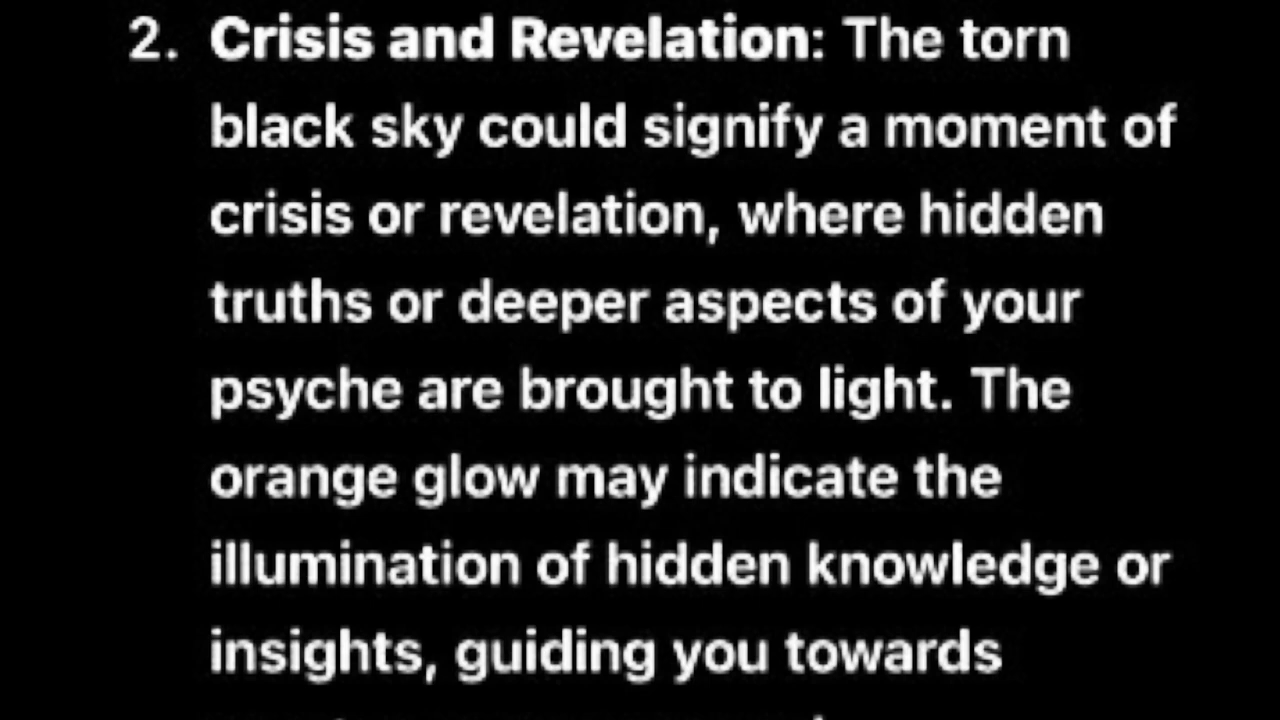 2. Crisis and Revelation: The torn
black sky could signify a moment of
crisis or revelation, where hidden
truths or deeper aspects of your
psyche are brought to light. The
orange glow may indicate the
illumination of hidden knowledge or
insights, guiding you towards